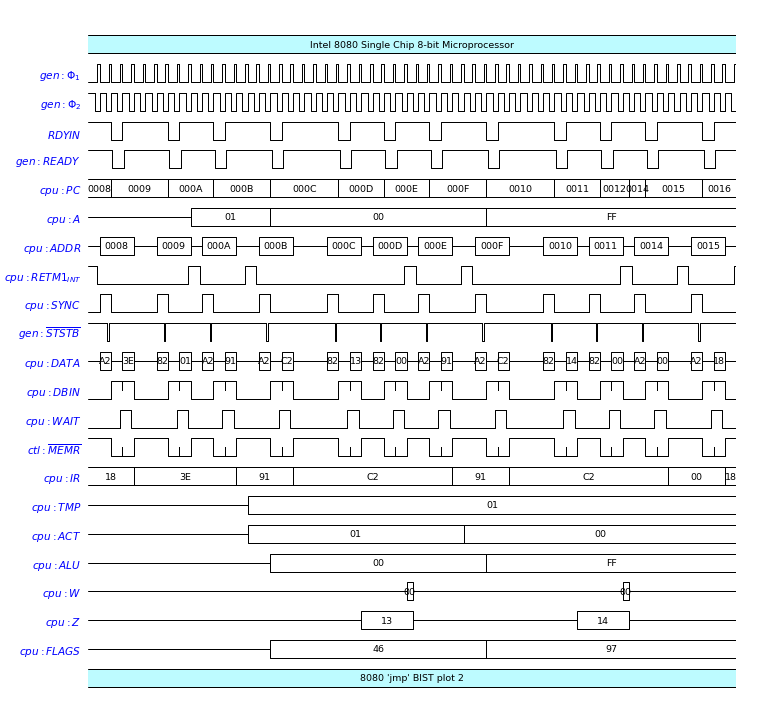 Intel 8080 Single Chip 8-bit Microprocessor
gen : Φ1
gen : Φ2
RDYIN
gen : READY
cpu : PC 0008 0009 000A 000B 000C 000D 000E 000F 0010 0011 0012 0014 0015 0016
cpu : A 01 00 FF
cpu : ADDR 0008 0009 000A 000B 000C 000D 000E 000F 0010 0011 0014 0015
cpu : RETM1INT
cpu : SYNC
gen : STSTB
cpu : DATA A2 3E 82 01 A2 91 A2 C2 82 13 82 00 A2 91 A2 C2 82 14 82 00 A2 00 A2 18
cpu : DBIN
cpu : WAIT
ctl : MEMR
cpu : IR 18 3E 91 C2 91 C2 00 18
cpu : TMP 01
cpu : ACT 01 00
cpu : ALU 00 FF
cpu : W 00 00
cpu : Z 13 14
cpu : FLAGS 46 97
8080 'jmp' BIST plot 2